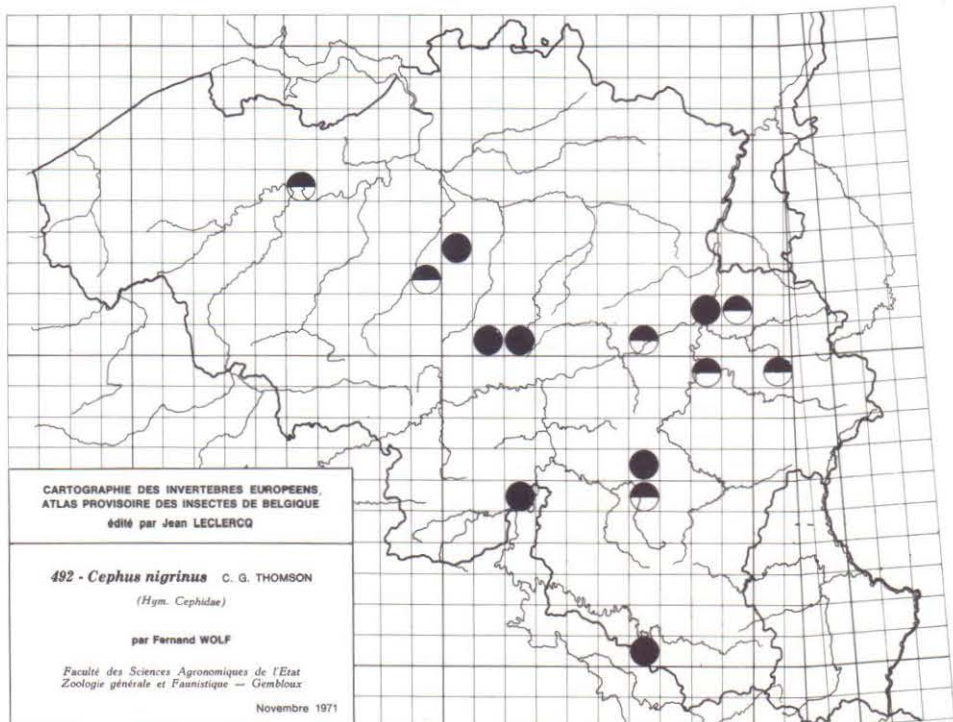 CARTOGRAPHIE DES INVERTEBRES EUROPEENS,
ATLAS PROVISOIRE DES INSECTES DE BELGIQUE
édité par Jean LECLERCQ
492 - Cephus nigrinus C. G. THOMSON
(Hym. Cephidae)
par Fernand WOLF
Faculté des Sciences Agronomiques de l'Etat
Zoologie générale et Faunistique — Gembloux
Novembre 1971